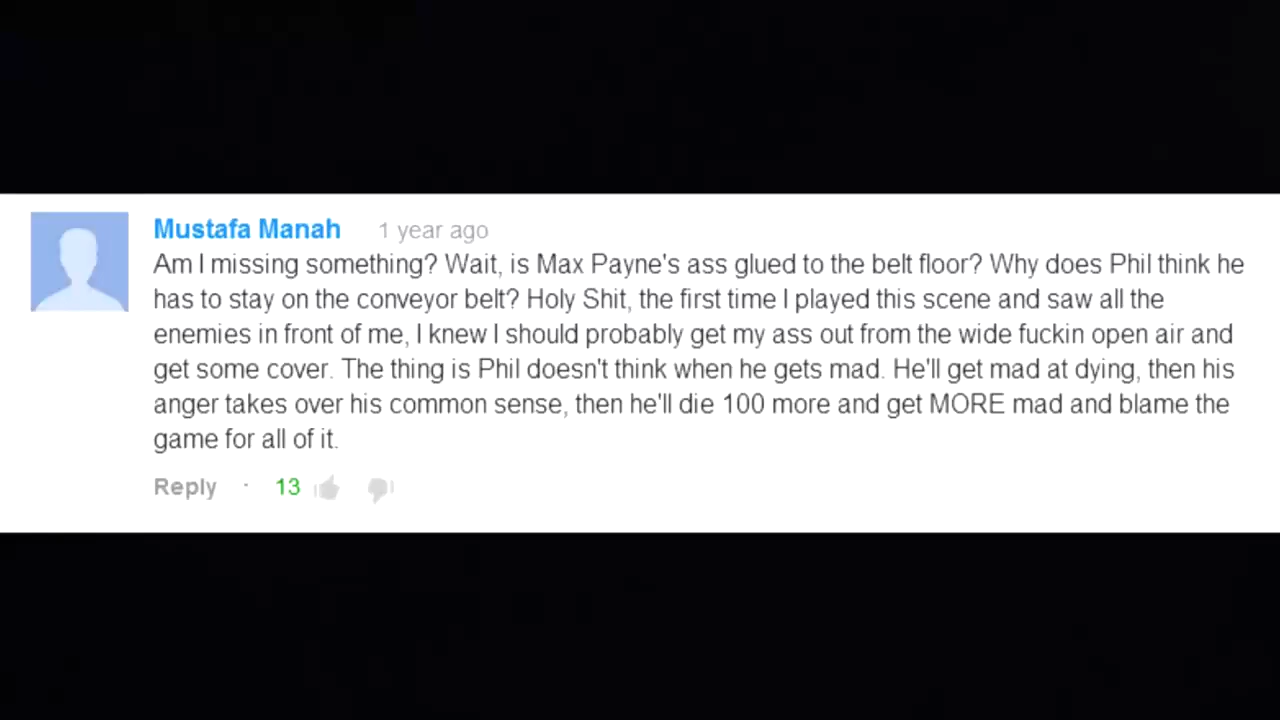 Mustafa Manah 1 year ago
Am I missing something? Wait, is Max Payne's ass glued to the belt floor? Why does Phil think he
has to stay on the conveyor belt? Holy Shit, the first time I played this scene and saw all the
enemies in front of me, I knew I should probably get my ass out from the wide fuckin open air and
get some cover. The thing is Phil doesn't think when he gets mad. He'll get mad at dying, then his
anger takes over his common sense, then he'll die 100 more and get MORE mad and blame the
game for all of it.
Reply · 13